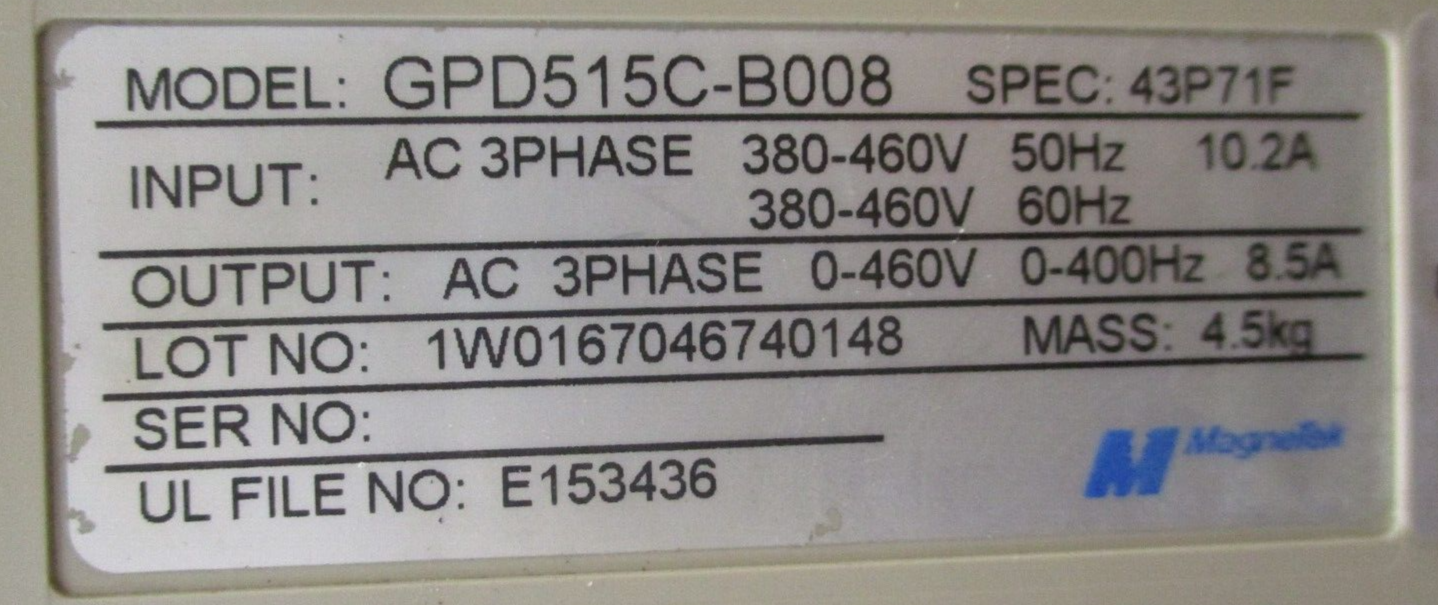 MODEL: GPD515C-B008 SPEC: 43P71F
INPUT: AC 3PHASE 380-460V 50Hz 10.2A
380-460V 60Hz
OUTPUT: AC 3PHASE 0-460V 0-400Hz 8.5A
LOT NO: 1W0167046740148 MASS: 4.5kg
SER NO:
MagneTek
UL FILE NO: E153436